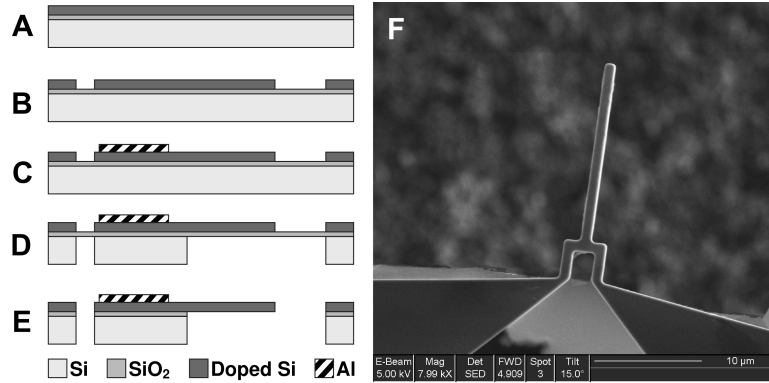 A
B
C
D
E
Si SiO₂ Doped Si Al
F
E-Beam Mag Det FWD Spot Tilt 10 μm
5.00 kV 7.99 kX SED 4.909 3 15.0°